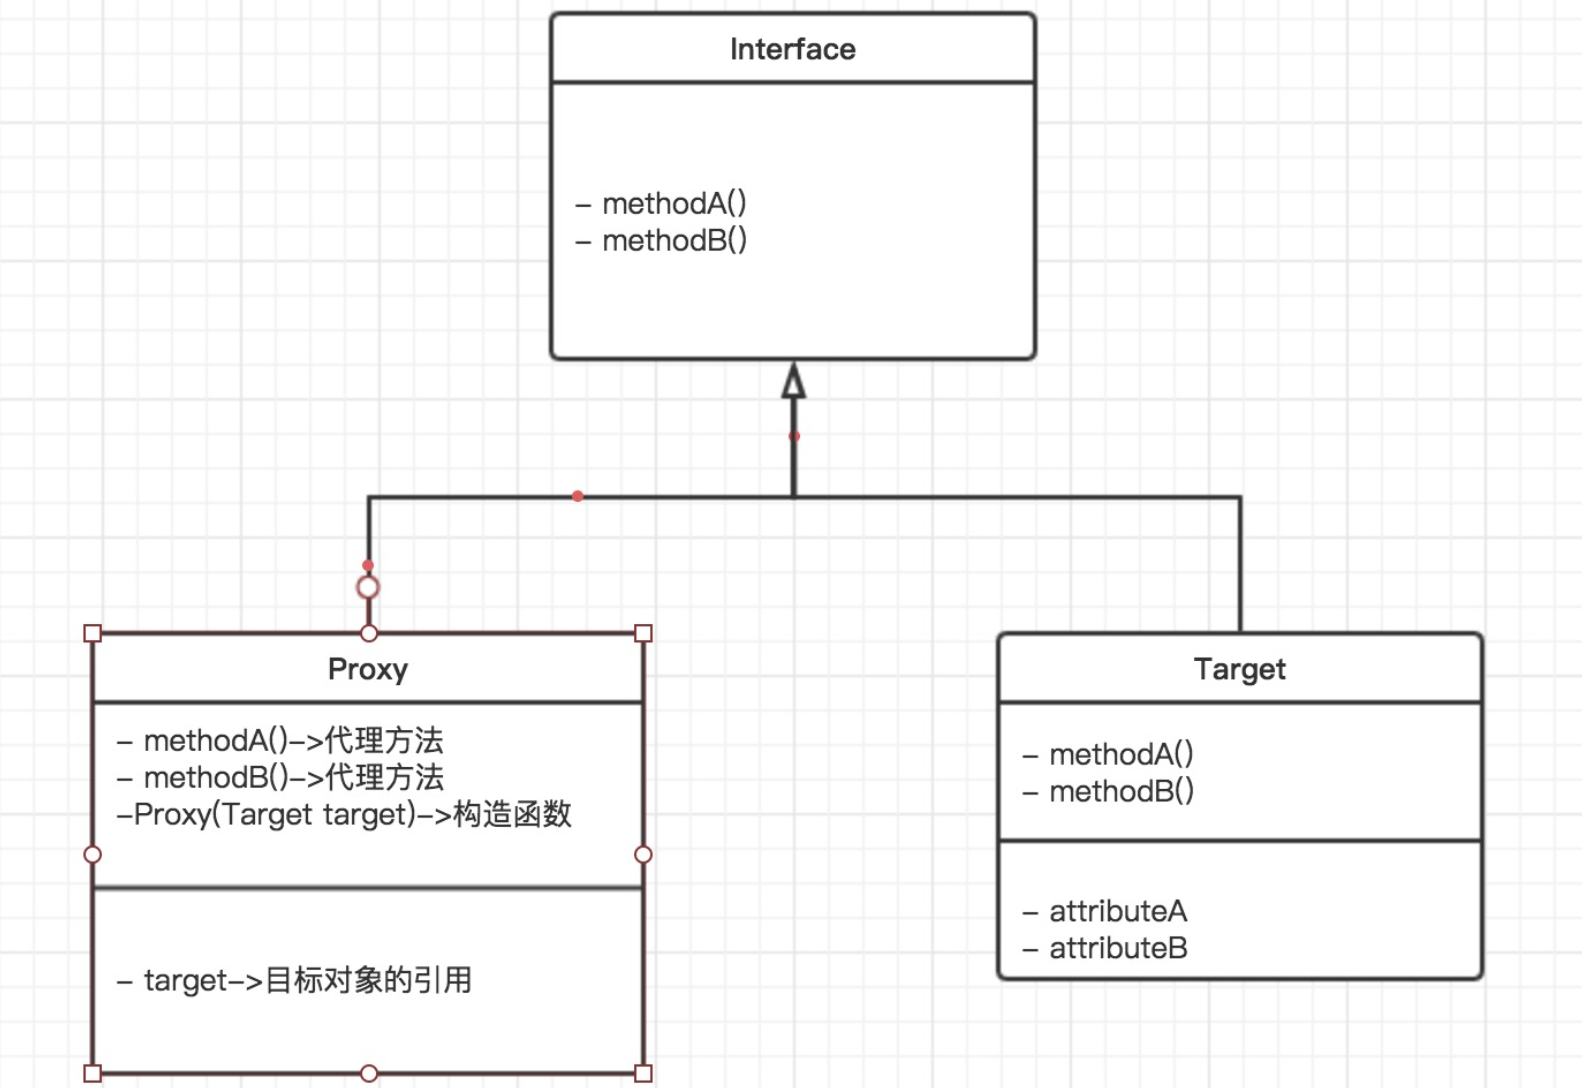 Interface
- methodA()
- methodB()
Proxy
- methodA()->代理方法
- methodB()->代理方法
-Proxy(Target target)->构造函数
- target->目标对象的引用
Target
- methodA()
- methodB()
- attributeA
- attributeB